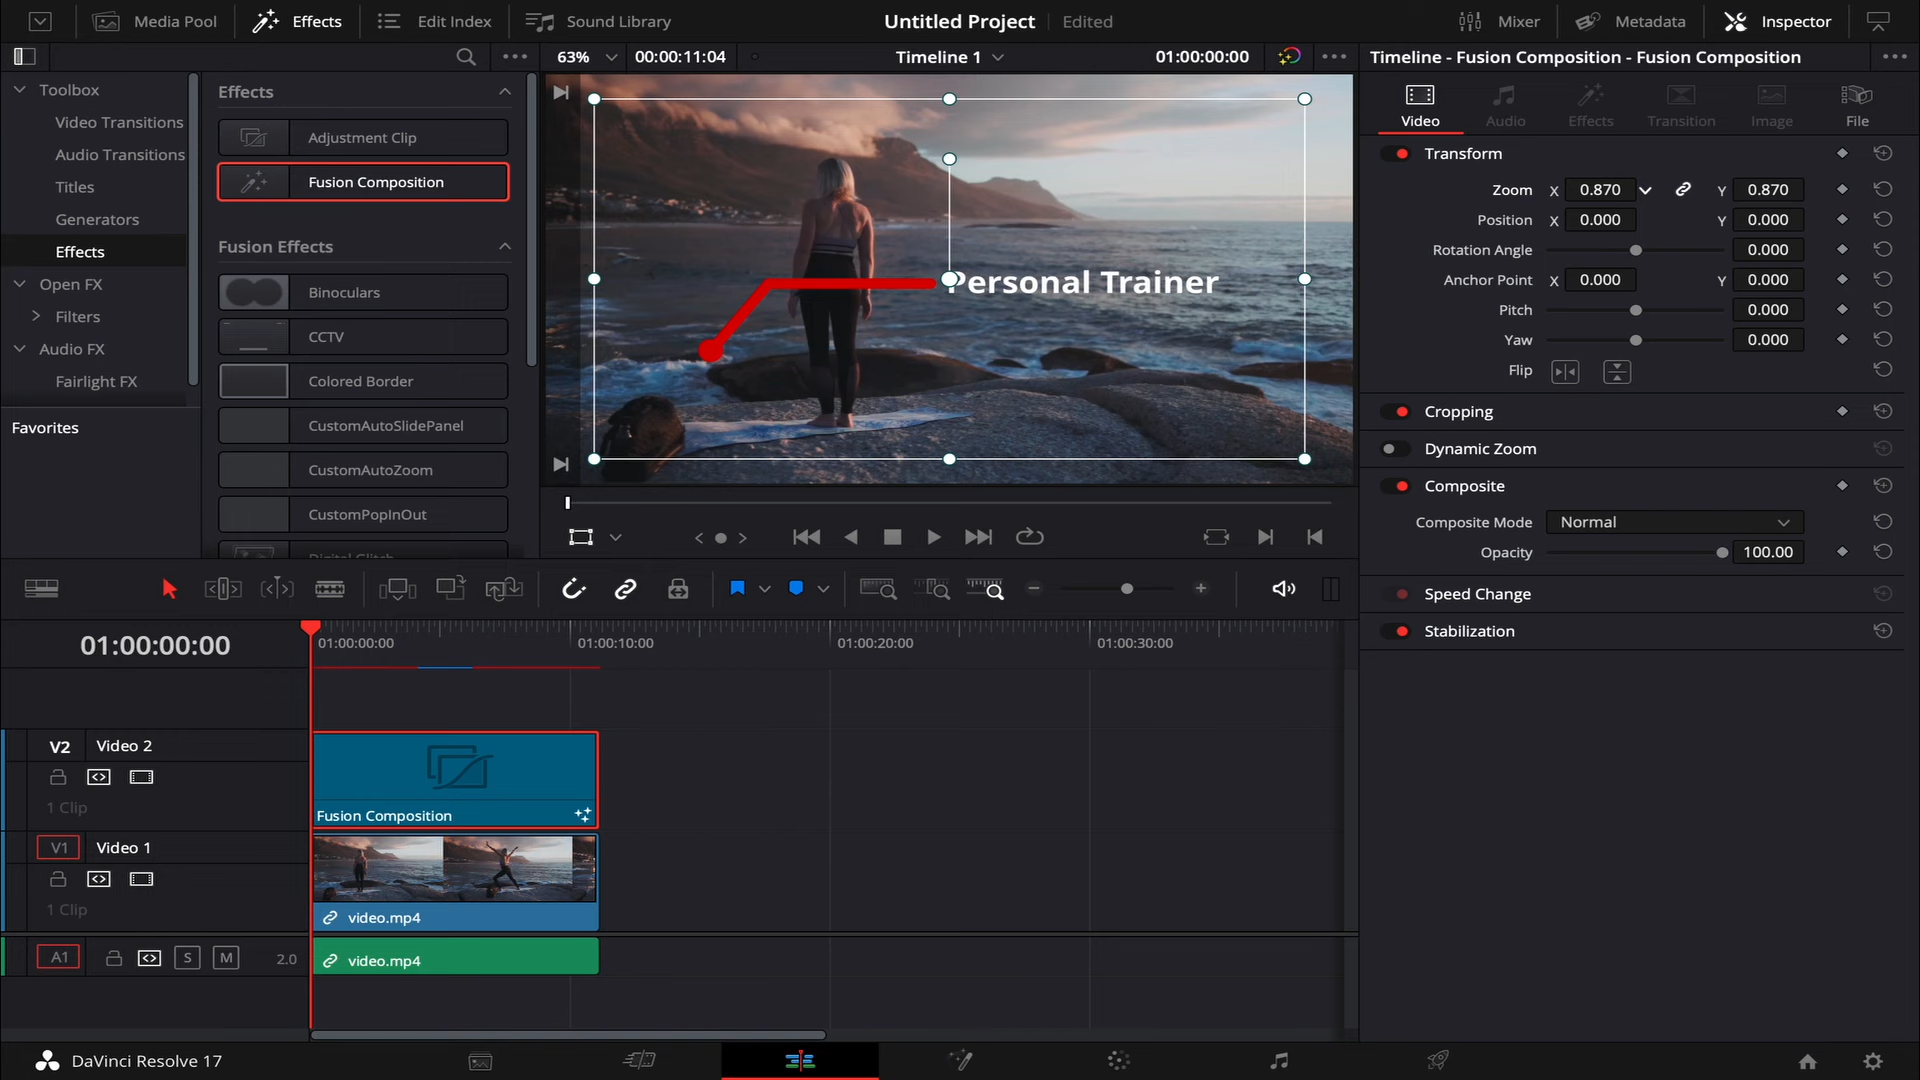 Media Pool
Effects
Edit Index
Sound Library
Untitled Project
Edited
Mixer
Metadata
Inspector
63%
00:00:11:04
Timeline 1
01:00:00:00
Timeline - Fusion Composition - Fusion Composition
Toolbox
Video Transitions
Audio Transitions
Titles
Generators
Effects
Open FX
Filters
Audio FX
Fairlight FX
Favorites
Effects
Adjustment Clip
Fusion Composition
Fusion Effects
Binoculars
CCTV
Colored Border
CustomAutoSlidePanel
CustomAutoZoom
CustomPopInOut
Digital Glitch
Personal Trainer
Video
Audio
Effects
Transition
Image
File
Transform
Zoom X 0.870 Y 0.870
Position X 0.000 Y 0.000
Rotation Angle 0.000
Anchor Point X 0.000 Y 0.000
Pitch 0.000
Yaw 0.000
Flip
Cropping
Dynamic Zoom
Composite
Composite Mode Normal
Opacity 100.00
Speed Change
Stabilization
01:00:00:00
01:00:00:00
01:00:10:00
01:00:20:00
01:00:30:00
V2 Video 2
1 Clip
Fusion Composition
V1 Video 1
1 Clip
video.mp4
A1 S M 2.0
video.mp4
DaVinci Resolve 17